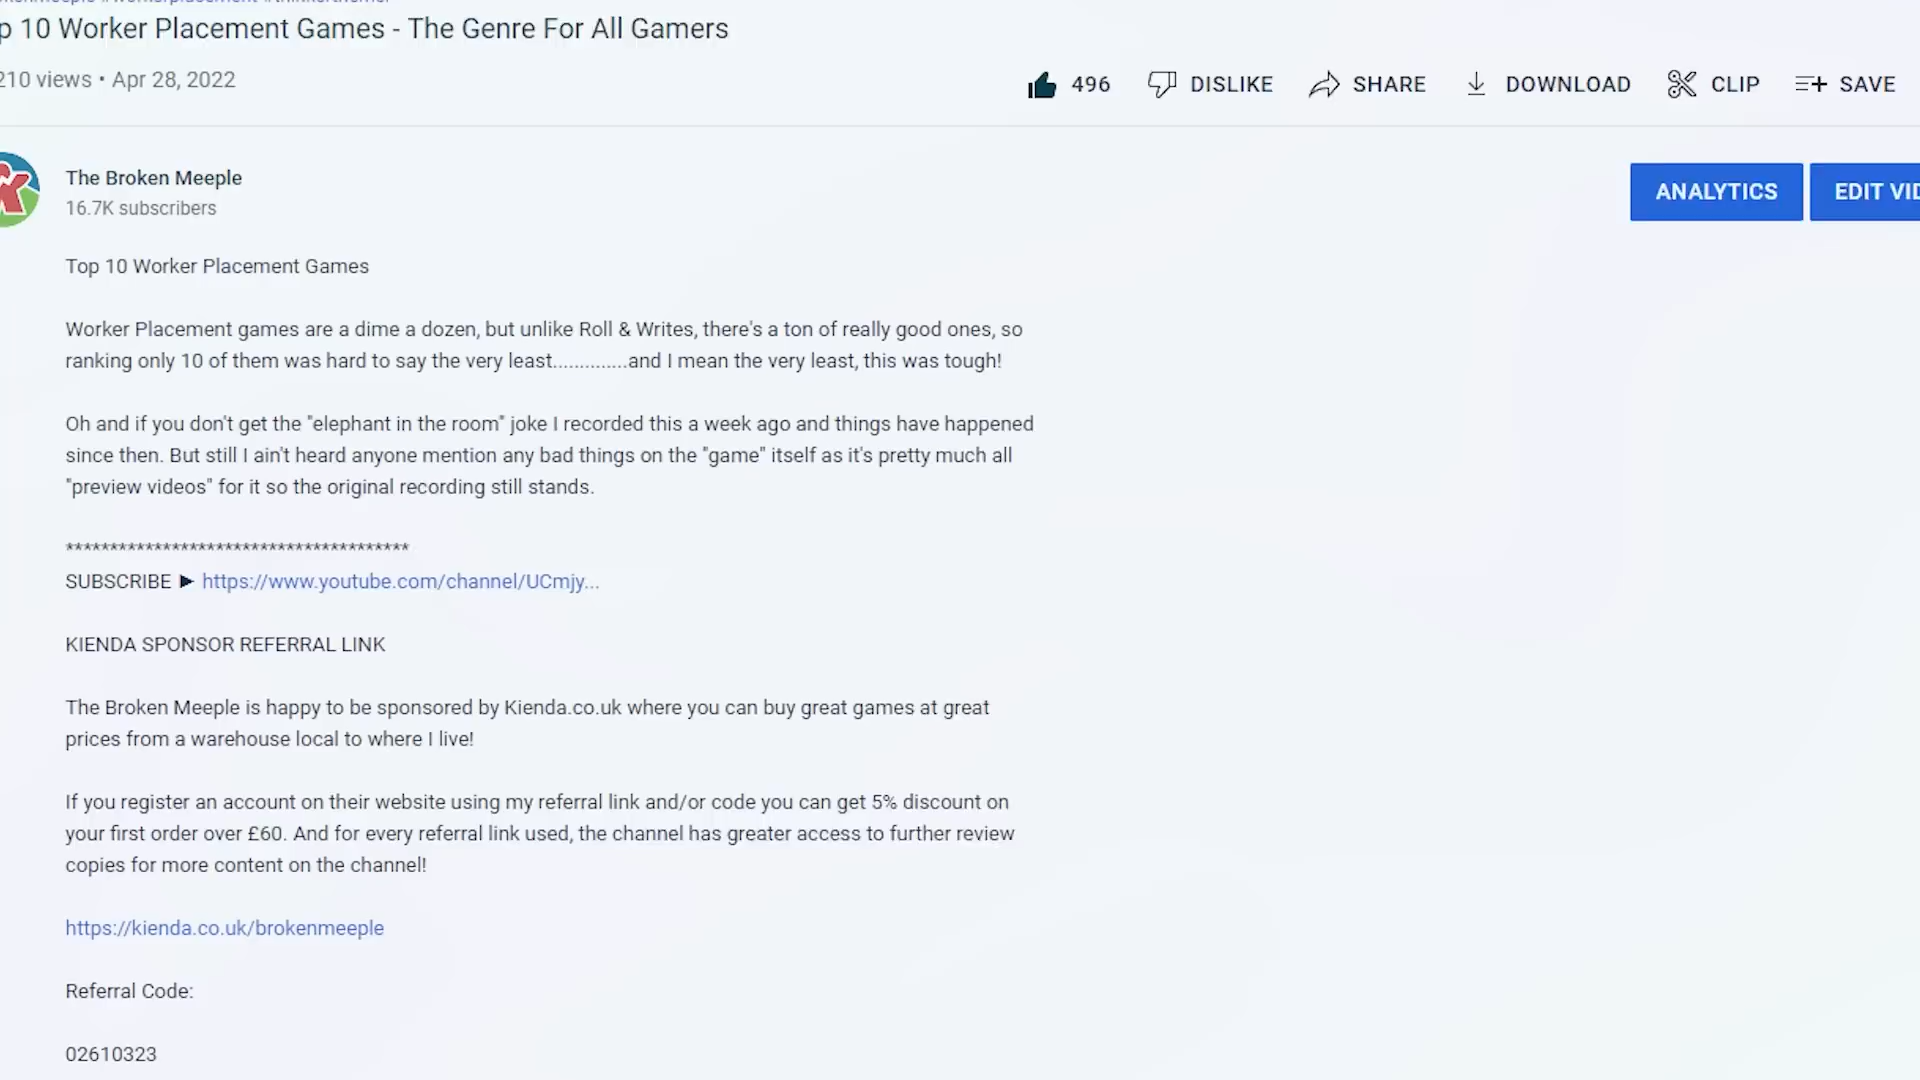 10 Worker Placement Games - The Genre For All Gamers
210 views • Apr 28, 2022
496 DISLIKE SHARE DOWNLOAD CLIP SAVE
The Broken Meeple
16.7K subscribers
ANALYTICS EDIT
Top 10 Worker Placement Games
Worker Placement games are a dime a dozen, but unlike Roll & Writes, there's a ton of really good ones, so
ranking only 10 of them was hard to say the very least..............and I mean the very least, this was tough!
Oh and if you don't get the "elephant in the room" joke I recorded this a week ago and things have happened
since then. But still I ain't heard anyone mention any bad things on the "game" itself as it's pretty much all
"preview videos" for it so the original recording still stands.
***************************************
SUBSCRIBE ► https://www.youtube.com/channel/UCmjy...
KIENDA SPONSOR REFERRAL LINK
The Broken Meeple is happy to be sponsored by Kienda.co.uk where you can buy great games at great
prices from a warehouse local to where I live!
If you register an account on their website using my referral link and/or code you can get 5% discount on
your first order over £60. And for every referral link used, the channel has greater access to further review
copies for more content on the channel!
https://kienda.co.uk/brokenmeeple
Referral Code:
02610323